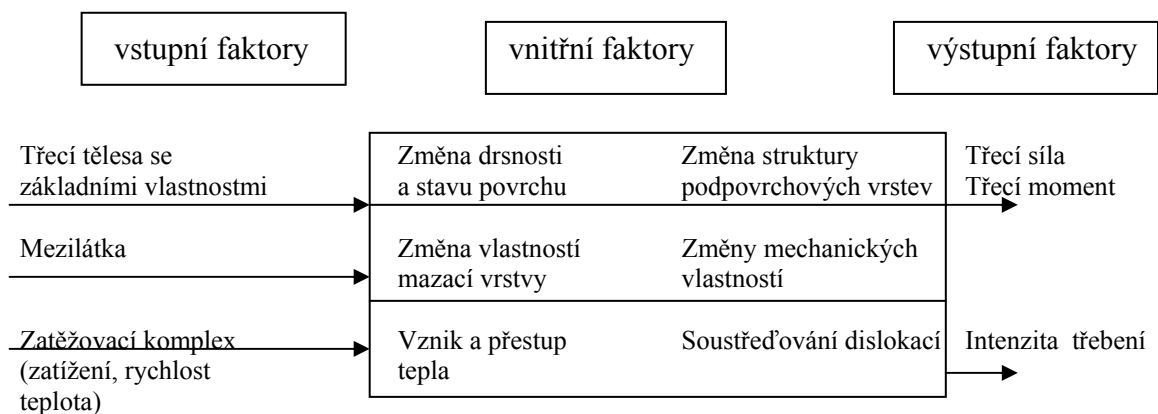 vstupní faktory
vnitřní faktory
výstupní faktory
Třecí tělesa se
základními vlastnostmi
Změna drsnosti
a stavu povrchu
Změna struktury
podpovrchových vrstev
Třecí síla
Třecí moment
Mezilátka
Změna vlastností
mazací vrstvy
Změny mechanických
vlastností
Zatěžovací komplex
(zatížení, rychlost
teplota)
Vznik a přestup
tepla
Soustřeďování dislokací
Intenzita třebení